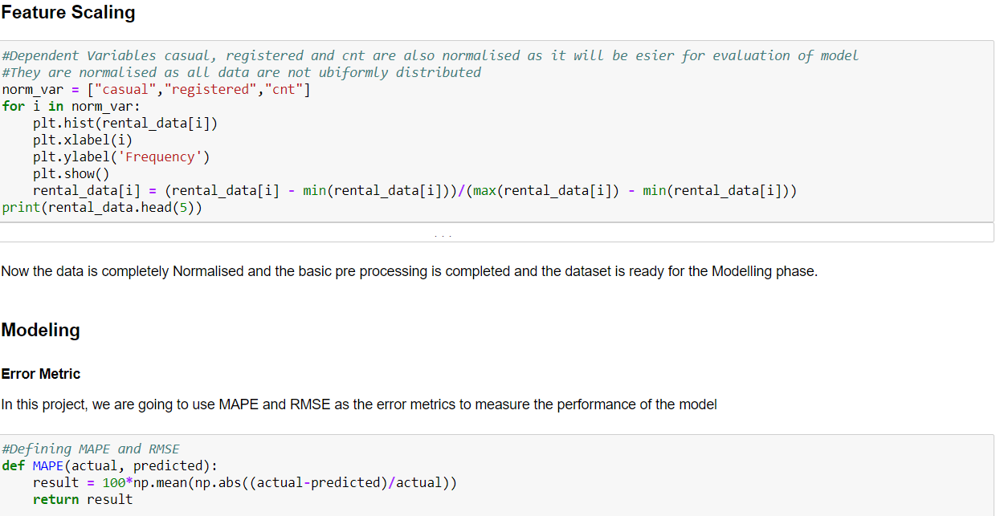 Feature Scaling
#Dependent Variables casual, registered and cnt are also normalised as it will be esier for evaluation of model
#They are normalised as all data are not ubiformly distributed
norm_var = ["casual","registered","cnt"]
for i in norm_var:
    plt.hist(rental_data[i])
    plt.xlabel(i)
    plt.ylabel('Frequency')
    plt.show()
    rental_data[i] = (rental_data[i] - min(rental_data[i]))/(max(rental_data[i]) - min(rental_data[i]))
print(rental_data.head(5))
...
Now the data is completely Normalised and the basic pre processing is completed and the dataset is ready for the Modelling phase.
Modeling
Error Metric
In this project, we are going to use MAPE and RMSE as the error metrics to measure the performance of the model
#Defining MAPE and RMSE
def MAPE(actual, predicted):
    result = 100*np.mean(np.abs((actual-predicted)/actual))
    return result